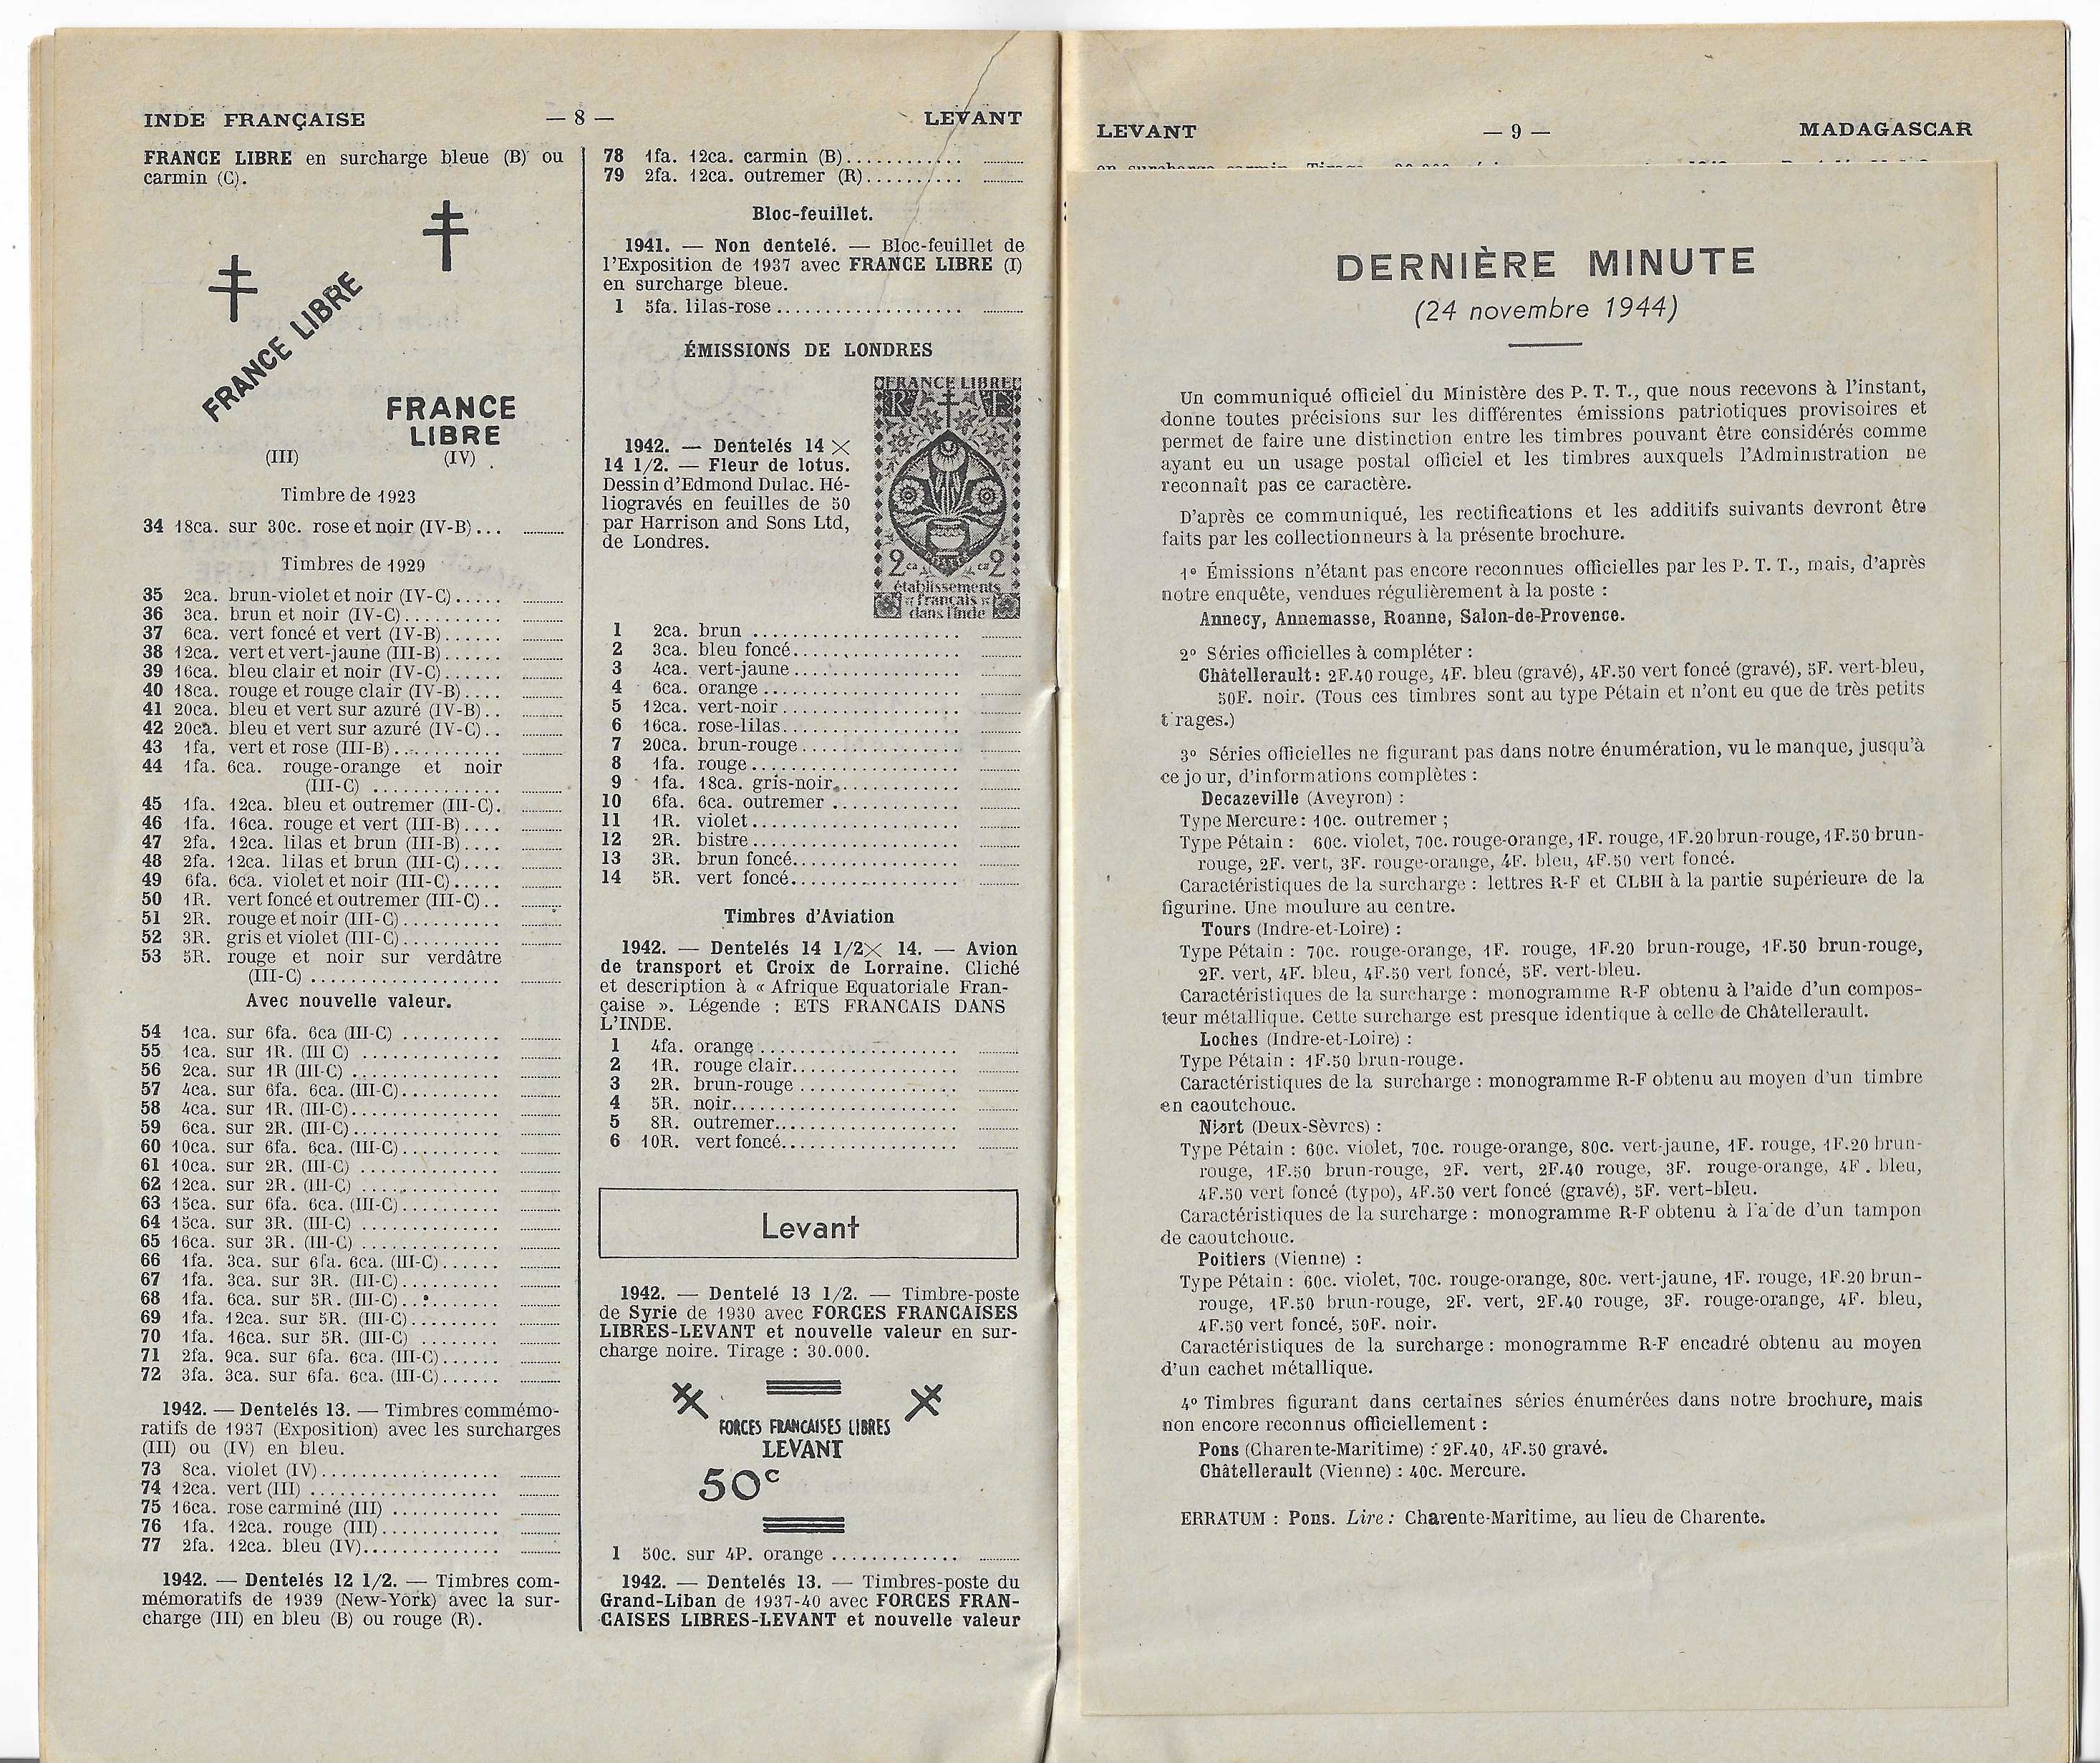 INDE FRANÇAISE — 8 — LEVANT
FRANCE LIBRE en surcharge bleue (B) ou
carmin (C).
FRANCE LIBRE
FRANCE
LIBRE
(III) (IV)
Timbre de 1923
34 18ca. sur 30c. rose et noir (IV-B)...
Timbres de 1929
35 2ca. brun-violet et noir (IV-C).....
36 3ca. brun et noir (IV-C)..........
37 6ca. vert foncé et vert (IV-B)......
38 12ca. vert et vert-jaune (III-B)......
39 16ca. bleu clair et noir (IV-C)......
40 18ca. rouge et rouge clair (IV-B)....
41 20ca. bleu et vert sur azuré (IV-B)..
42 20ca. bleu et vert sur azuré (IV-C)..
43 1fa. vert et rose (III-B)...........
44 1fa. 6ca. rouge-orange et noir
(III-C) .............
45 1fa. 12ca. bleu et outremer (III-C).
46 1fa. 16ca. rouge et vert (III-B)....
47 2fa. 12ca. lilas et brun (III-B)....
48 2fa. 12ca. lilas et brun (III-C)....
49 6fa. 6ca. violet et noir (III-C).....
50 1R. vert foncé et outremer (III-C)..
51 2R. rouge et noir (III-C)..........
52 3R. gris et violet (III-C)..........
53 5R. rouge et noir sur verdâtre
(III-C) ...................
Avec nouvelle valeur.
54 1ca. sur 6fa. 6ca (III-C) ..........
55 1ca. sur 1R. (III C) ..............
56 2ca. sur 1R (III-C) ...............
57 4ca. sur 6fa. 6ca. (III-C)..........
58 4ca. sur 1R. (III-C)...............
59 6ca. sur 2R. (III-C)...............
60 10ca. sur 6fa. 6ca. (III-C)..........
61 10ca. sur 2R. (III-C) ..............
62 12ca. sur 2R. (III-C) ..............
63 15ca. sur 6fa. 6ca. (III-C)..........
64 15ca. sur 3R. (III-C) ..............
65 16ca. sur 3R. (III-C) ..............
66 1fa. 3ca. sur 6fa. 6ca. (III-C)......
67 1fa. 3ca. sur 3R. (III-C)..........
68 1fa. 6ca. sur 5R. (III-C)..........
69 1fa. 12ca. sur 5R. (III-C).........
70 1fa. 16ca. sur 5R. (III-C) ........
71 2fa. 9ca. sur 6fa. 6ca. (III-C)......
72 3fa. 3ca. sur 6fa. 6ca. (III-C)......
1942. — Dentelés 13. — Timbres commémo-
ratifs de 1937 (Exposition) avec les surcharges
(III) ou (IV) en bleu.
73 8ca. violet (IV)..................
74 12ca. vert (III) ...................
75 16ca. rose carminé (III) ...........
76 1fa. 12ca. rouge (III)............
77 2fa. 12ca. bleu (IV)..............
1942. — Dentelés 12 1/2. — Timbres com-
mémoratifs de 1939 (New-York) avec la sur-
charge (III) en bleu (B) ou rouge (R).
78 1fa. 12ca. carmin (B)............
79 2fa. 12ca. outremer (R)..........
Bloc-feuillet.
1941. — Non dentelé. — Bloc-feuillet de
l'Exposition de 1937 avec FRANCE LIBRE (I)
en surcharge bleue.
1 5fa. lilas-rose...................
ÉMISSIONS DE LONDRES
1942. — Dentelés 14 ×
14 1/2. — Fleur de lotus.
Dessin d'Edmond Dulac. Hé-
liogravés en feuilles de 50
par Harrison and Sons Ltd,
de Londres.
FRANCE LIBRE
R F
2 ca ca 2
établissements
français
dans l'Inde
1 2ca. brun .....................
2 3ca. bleu foncé.................
3 4ca. vert-jaune.................
4 6ca. orange....................
5 12ca. vert-noir..................
6 16ca. rose-lilas..................
7 20ca. brun-rouge................
8 1fa. rouge.....................
9 1fa. 18ca. gris-noir.............
10 6fa. 6ca. outremer .............
11 1R. violet.....................
12 2R. bistre.....................
13 3R. brun foncé.................
14 5R. vert foncé.................
Timbres d'Aviation
1942. — Dentelés 14 1/2× 14. — Avion
de transport et Croix de Lorraine. Cliché
et description à « Afrique Equatoriale Fran-
çaise ». Légende : ETS FRANCAIS DANS
L'INDE.
1 4fa. orange....................
2 1R. rouge clair.................
3 2R. brun-rouge ................
4 5R. noir.......................
5 8R. outremer..................
6 10R. vert foncé..................
Levant
1942. — Dentelé 13 1/2. — Timbre-poste
de Syrie de 1930 avec FORCES FRANCAISES
LIBRES-LEVANT et nouvelle valeur en sur-
charge noire. Tirage : 30.000.
FORCES FRANCAISES LIBRES
LEVANT
50c
1 50c. sur 4P. orange .............
1942. — Dentelés 13. — Timbres-poste du
Grand-Liban de 1937-40 avec FORCES FRAN-
CAISES LIBRES-LEVANT et nouvelle valeur
LEVANT — 9 — MADAGASCAR
DERNIÈRE MINUTE
(24 novembre 1944)
Un communiqué officiel du Ministère des P. T. T., que nous recevons à l'instant,
donne toutes précisions sur les différentes émissions patriotiques provisoires et
permet de faire une distinction entre les timbres pouvant être considérés comme
ayant eu un usage postal officiel et les timbres auxquels l'Administration ne
reconnaît pas ce caractère.
D'après ce communiqué, les rectifications et les additifs suivants devront être
faits par les collectionneurs à la présente brochure.
1º Émissions n'étant pas encore reconnues officielles par les P. T. T., mais, d'après
notre enquête, vendues régulièrement à la poste :
Annecy, Annemasse, Roanne, Salon-de-Provence.
2º Séries officielles à compléter :
Châtellerault : 2F.40 rouge, 4F. bleu (gravé), 4F.50 vert foncé (gravé), 5F. vert-bleu,
50F. noir. (Tous ces timbres sont au type Pétain et n'ont eu que de très petits
t rages.)
3º Séries officielles ne figurant pas dans notre énumération, vu le manque, jusqu'à
ce jour, d'informations complètes :
Decazeville (Aveyron) :
Type Mercure : 10c. outremer ;
Type Pétain : 60c. violet, 70c. rouge-orange, 1F. rouge, 1F.20 brun-rouge, 1F.50 brun-
rouge, 2F. vert, 3F. rouge-orange, 4F. bleu, 4F.50 vert foncé.
Caractéristiques de la surcharge : lettres R-F et CLBH à la partie supérieure de la
figurine. Une moulure au centre.
Tours (Indre-et-Loire) :
Type Pétain : 70c. rouge-orange, 1F. rouge, 1F.20 brun-rouge, 1F.50 brun-rouge,
2F. vert, 4F. bleu, 4F.50 vert foncé, 5F. vert-bleu.
Caractéristiques de la surcharge : monogramme R-F obtenu à l'aide d'un compos-
teur métallique. Cette surcharge est presque identique à celle de Châtellerault.
Loches (Indre-et-Loire) :
Type Pétain : 1F.50 brun-rouge.
Caractéristiques de la surcharge : monogramme R-F obtenu au moyen d'un timbre
en caoutchouc.
Niort (Deux-Sèvres) :
Type Pétain : 60c. violet, 70c. rouge-orange, 80c. vert-jaune, 1F. rouge, 1F.20 brun-
rouge, 1F.50 brun-rouge, 2F. vert, 2F.40 rouge, 3F. rouge-orange, 4F. bleu,
4F.50 vert foncé (typo), 4F.50 vert foncé (gravé), 5F. vert-bleu.
Caractéristiques de la surcharge : monogramme R-F obtenu à l'a de d'un tampon
de caoutchouc.
Poitiers (Vienne) :
Type Pétain : 60c. violet, 70c. rouge-orange, 80c. vert-jaune, 1F. rouge, 1F.20 brun-
rouge, 1F.50 brun-rouge, 2F. vert, 2F.40 rouge, 3F. rouge-orange, 4F. bleu,
4F.50 vert foncé, 50F. noir.
Caractéristiques de la surcharge : monogramme R-F encadré obtenu au moyen
d'un cachet métallique.
4º Timbres figurant dans certaines séries énumérées dans notre brochure, mais
non encore reconnus officiellement :
Pons (Charente-Maritime) : 2F.40, 4F.50 gravé.
Châtellerault (Vienne) : 40c. Mercure.
ERRATUM : Pons. Lire : Charente-Maritime, au lieu de Charente.